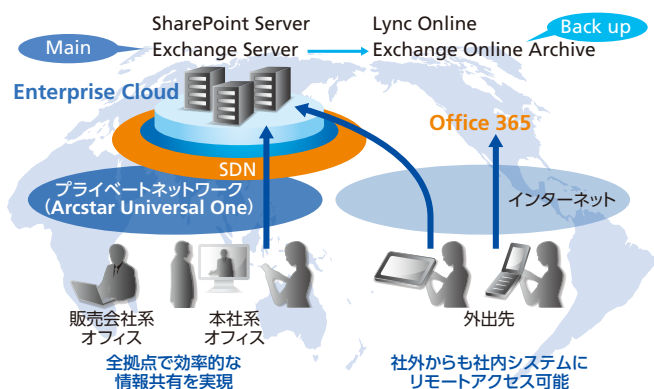 Main
SharePoint Server
Exchange Server
Lync Online
Exchange Online Archive
Back up
Enterprise Cloud
Office 365
SDN
プライベートネットワーク
（Arcstar Universal One）
インターネット
販売会社系
オフィス
本社系
オフィス
外出先
全拠点で効率的な
情報共有を実現
社外からも社内システムに
リモートアクセス可能